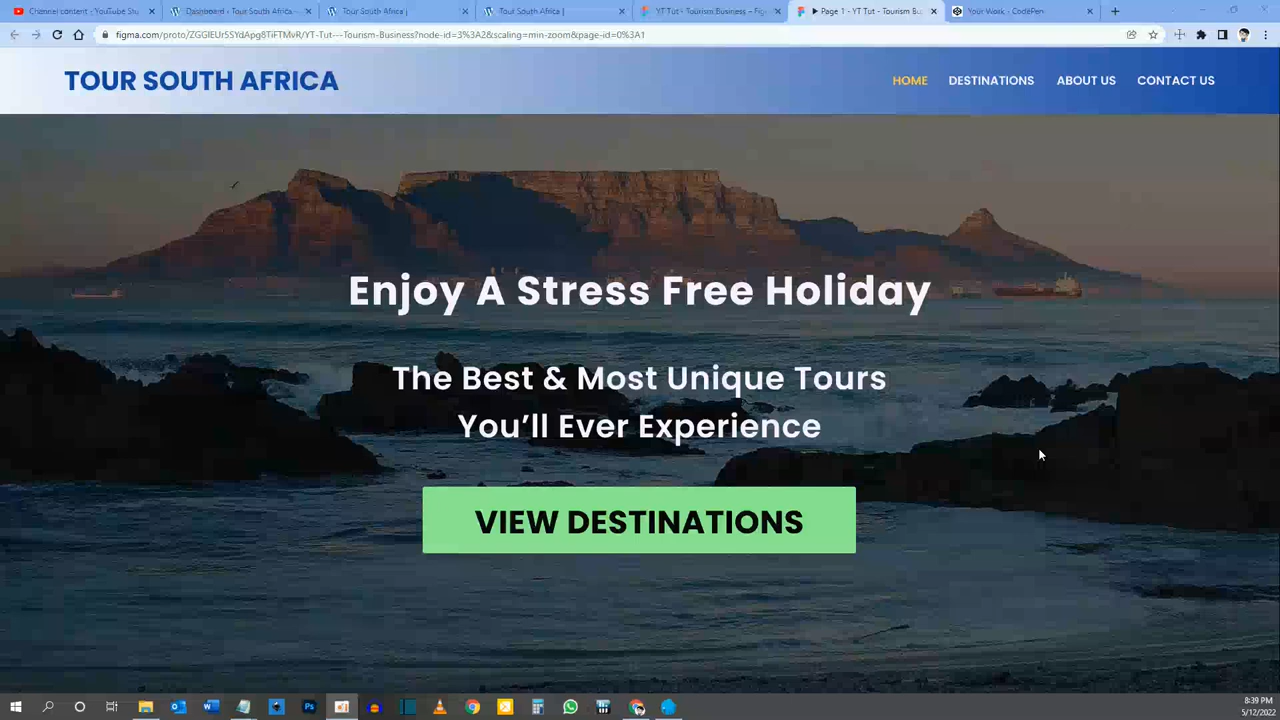 Channel content - YouTube Stu
Dashboard ‹ Tour South Africa —
Tour South Africa |
Tour South Africa |
YT Tut - Tourism Business – Fig
Page 1 - YT Tut - Tourism Bu
Your Work - CodePen
figma.com/proto/ZGGlEUr5SYdApg8TiFTMvR/YT-Tut---Tourism-Business?node-id=3%3A2&scaling=min-zoom&page-id=0%3A1
TOUR SOUTH AFRICA
HOME DESTINATIONS ABOUT US CONTACT US
Enjoy A Stress Free Holiday
The Best & Most Unique Tours
You’ll Ever Experience
VIEW DESTINATIONS
8:39 PM
5/12/2022